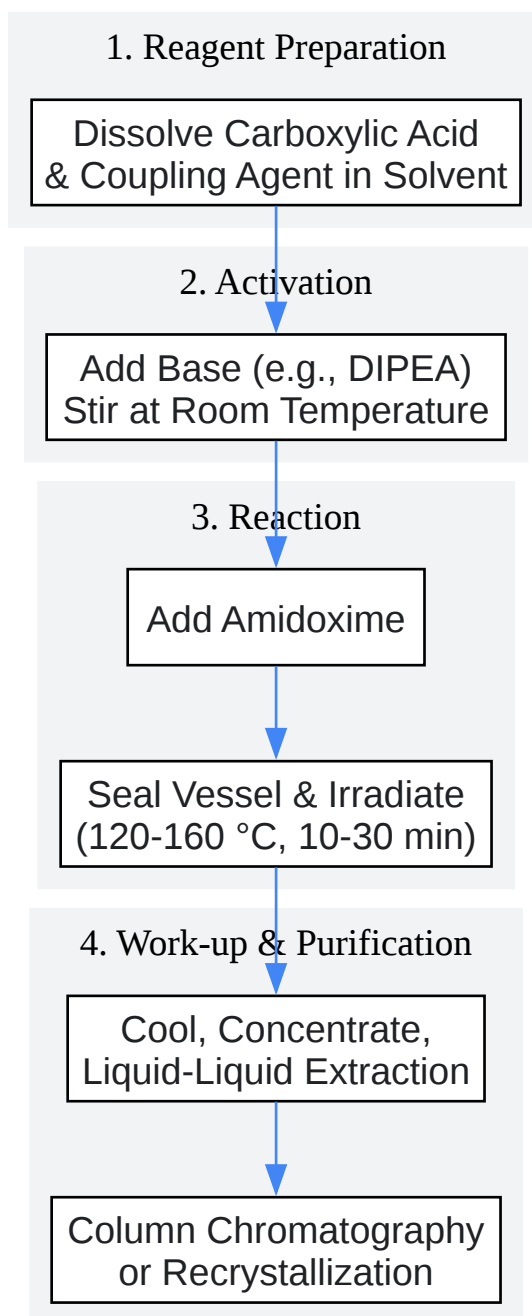 1. Reagent Preparation
Dissolve Carboxylic Acid
& Coupling Agent in Solvent
2. Activation
Add Base (e.g., DIPEA)
Stir at Room Temperature
3. Reaction
Add Amidoxime
Seal Vessel & Irradiate
(120-160 °C, 10-30 min)
4. Work-up & Purification
Cool, Concentrate,
Liquid-Liquid Extraction
Column Chromatography
or Recrystallization